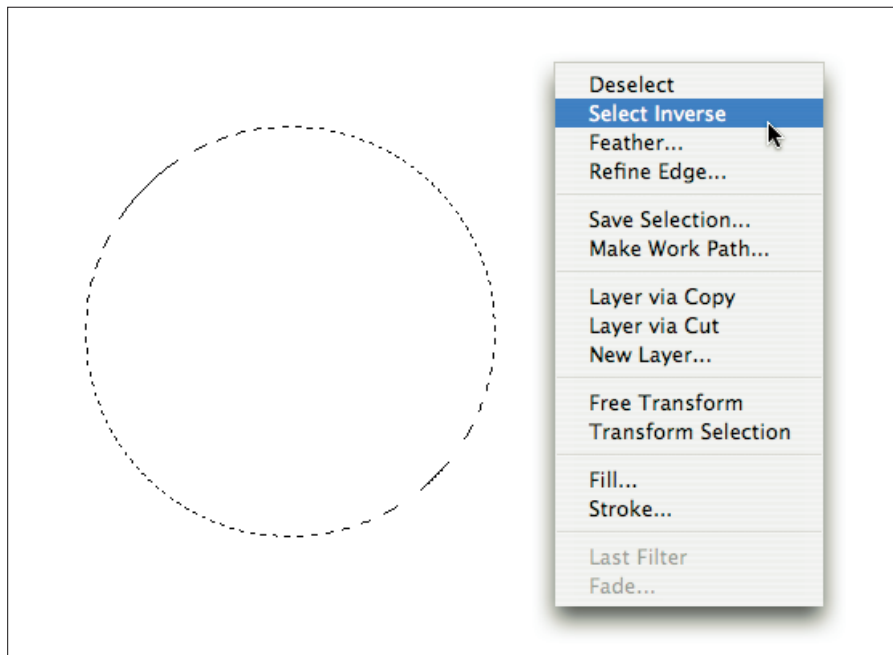 Deselect
Select Inverse
Feather...
Refine Edge...
Save Selection...
Make Work Path...
Layer via Copy
Layer via Cut
New Layer...
Free Transform
Transform Selection
Fill...
Stroke...
Last Filter
Fade...